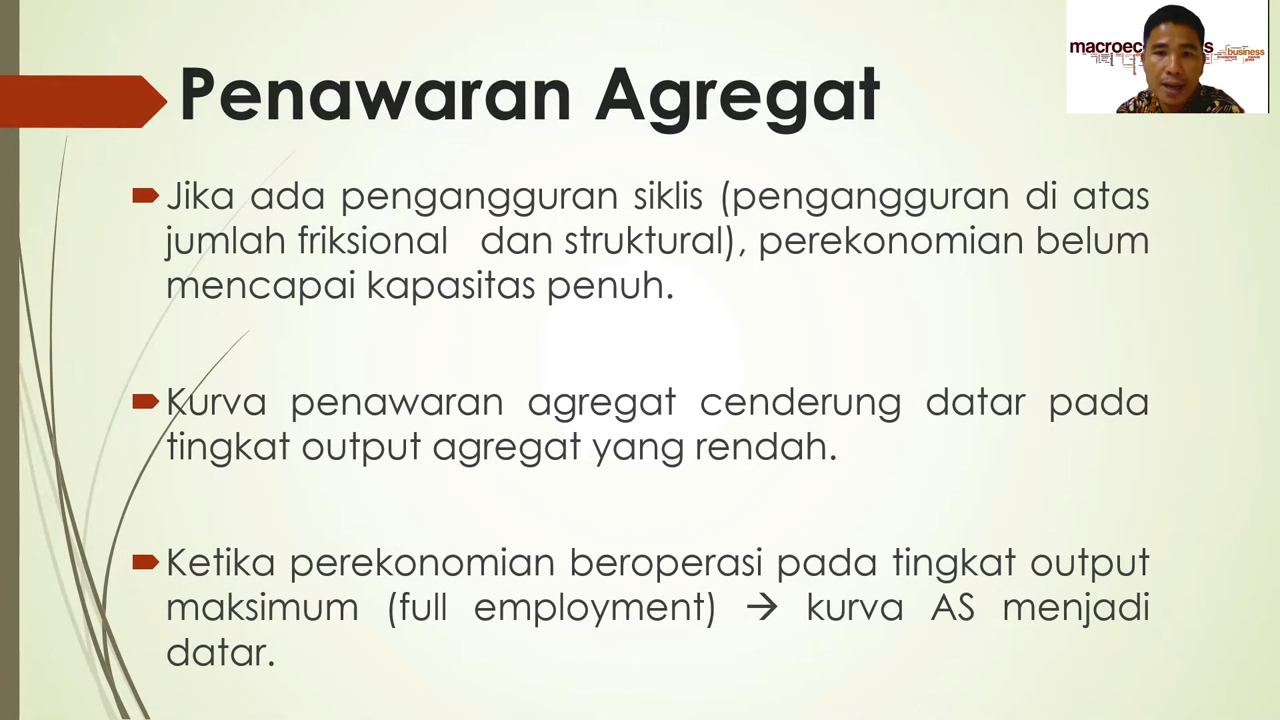 Penawaran Agregat
Jika ada pengangguran siklis (pengangguran di atas
jumlah friksional dan struktural), perekonomian belum
mencapai kapasitas penuh.
Kurva penawaran agregat cenderung datar pada
tingkat output agregat yang rendah.
Ketika perekonomian beroperasi pada tingkat output
maksimum (full employment) → kurva AS menjadi
datar.
business